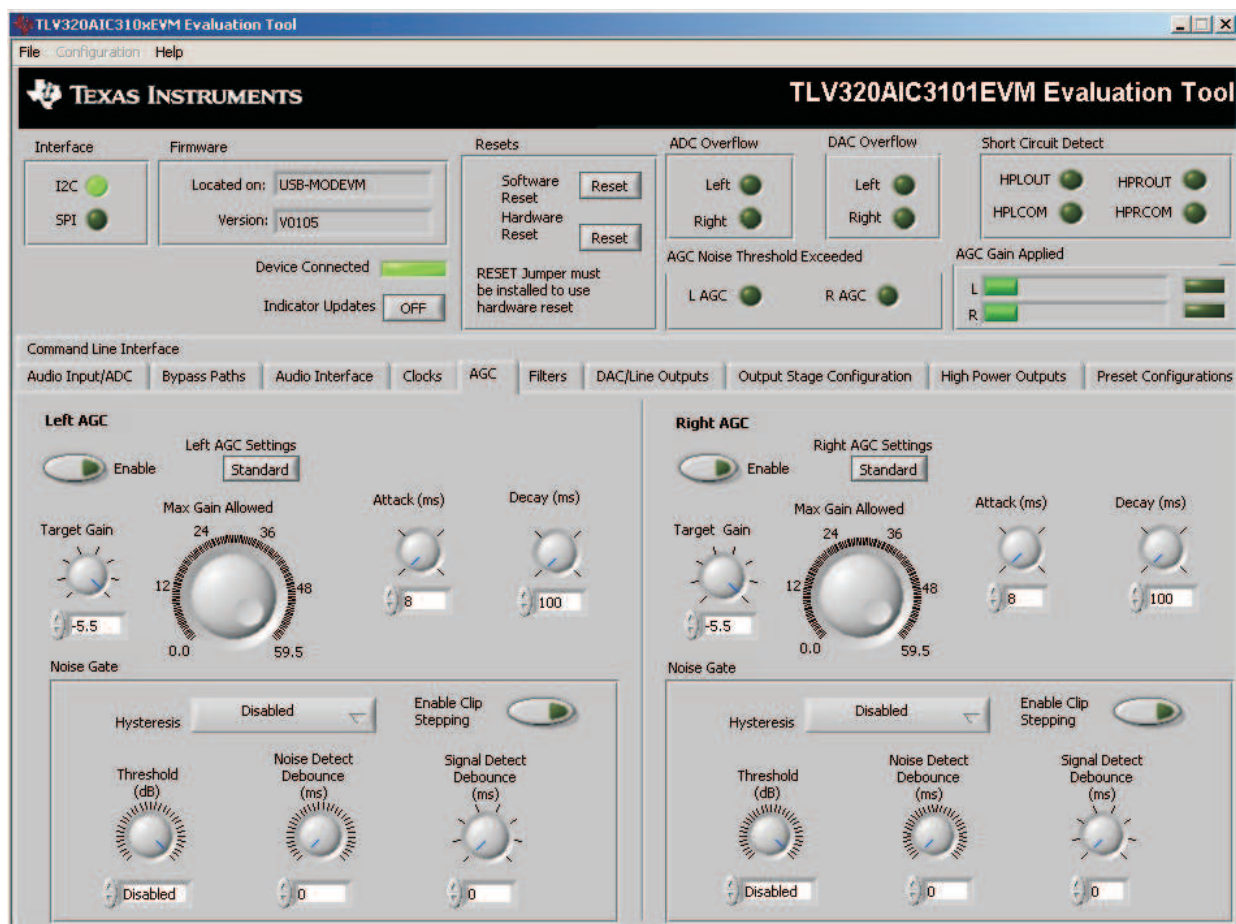 TLV320AIC310xEVM Evaluation Tool
File Configuration Help
TEXAS INSTRUMENTS
TLV320AIC3101EVM Evaluation Tool
Interface
I2C
SPI
Firmware
Located on: USB-MODEVM
Version: V0105
Device Connected
Indicator Updates OFF
Resets
Software
Reset
Reset
Hardware
Reset
Reset
RESET Jumper must
be installed to use
hardware reset
ADC Overflow
Left
Right
DAC Overflow
Left
Right
Short Circuit Detect
HPLOUT HPROUT
HPLCOM HPRCOM
AGC Noise Threshold Exceeded
L AGC R AGC
AGC Gain Applied
L
R
Command Line Interface
Audio Input/ADC Bypass Paths Audio Interface Clocks AGC Filters DAC/Line Outputs Output Stage Configuration High Power Outputs Preset Configurations
Left AGC
Enable
Left AGC Settings
Standard
Target Gain
-5.5
Max Gain Allowed
24 36
12 48
0.0 59.5
Attack (ms)
8
Decay (ms)
100
Noise Gate
Hysteresis Disabled
Enable Clip
Stepping
Threshold
(dB)
Disabled
Noise Detect
Debounce
(ms)
0
Signal Detect
Debounce
(ms)
0
Right AGC
Enable
Right AGC Settings
Standard
Target Gain
-5.5
Max Gain Allowed
24 36
12 48
0.0 59.5
Attack (ms)
8
Decay (ms)
100
Noise Gate
Hysteresis Disabled
Enable Clip
Stepping
Threshold
(dB)
Disabled
Noise Detect
Debounce
(ms)
0
Signal Detect
Debounce
(ms)
0